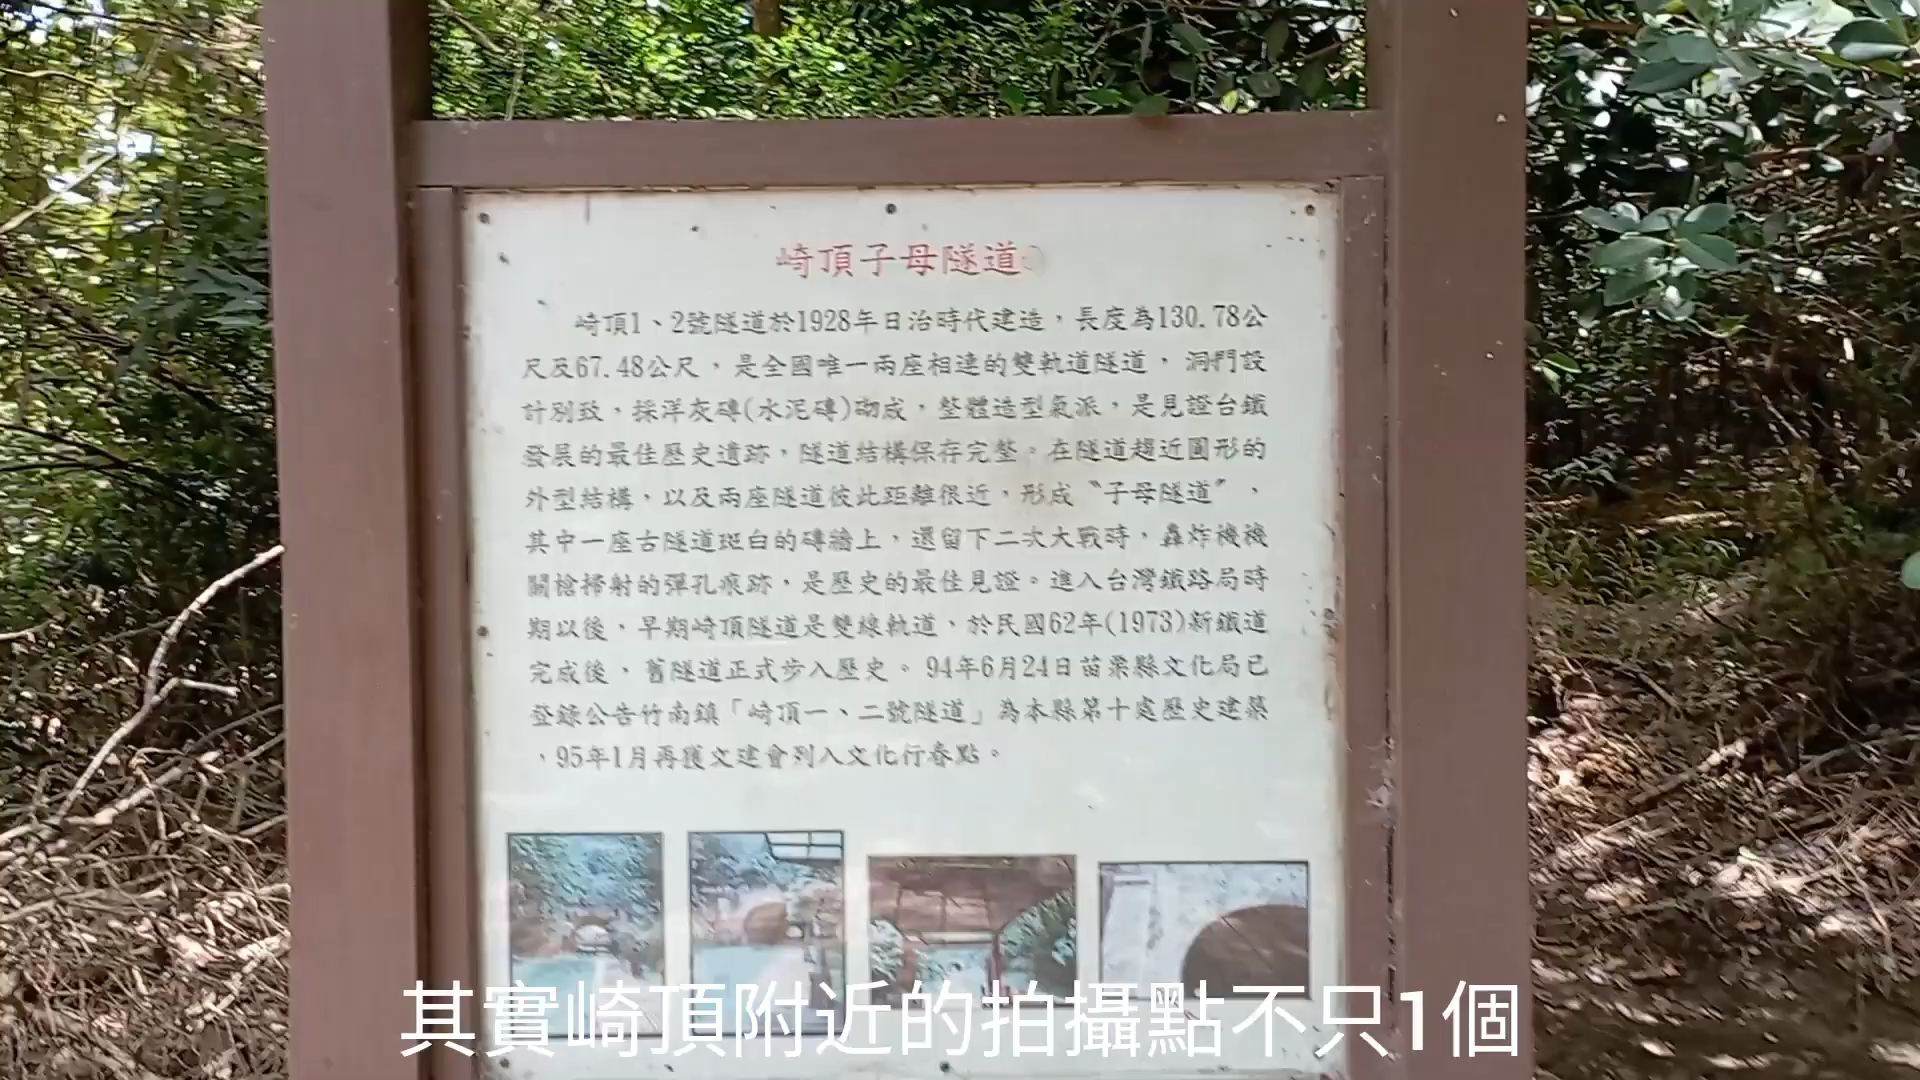 崎頂子母隧道
崎頂1、2號隧道於1928年日治時代建造，長度為130.78公
尺及67.48公尺，是全國唯一兩座相連的雙軌道隧道，洞門設
計別致，採洋灰磚(水泥磚)砌成，整體造型氣派，是見證台鐵
發展的最佳歷史遺跡，隧道結構保存完整。在隧道趨近圓形的
外型結構，以及兩座隧道彼此距離很近，形成〝子母隧道〞，
其中一座古隧道斑白的磚牆上，還留下二次大戰時，轟炸機機
關槍掃射的彈孔痕跡，是歷史的最佳見證。進入台灣鐵路局時
期以後，早期崎頂隧道是雙線軌道，於民國62年(1973)新鐵道
完成後，舊隧道正式步入歷史。94年6月24日苗栗縣文化局已
登錄公告竹南鎮「崎頂一、二號隧道」為本縣第十處歷史建築
，95年1月再獲文建會列入文化行春點。
其實崎頂附近的拍攝點不只1個